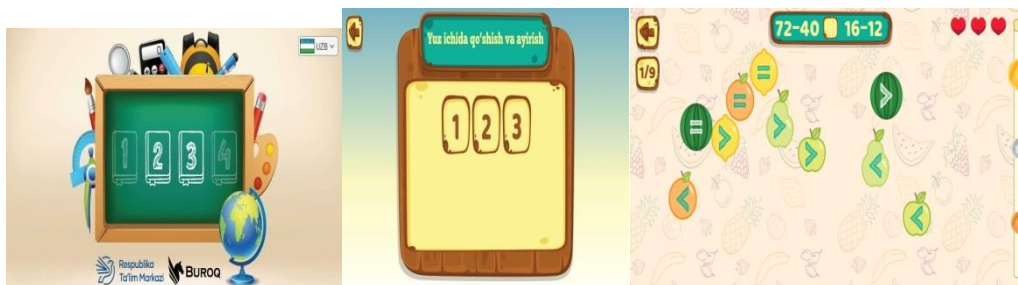 UZB
1 2 3 4
Respublika
Ta'lim Markazi
BUROQ
Yuz ichida qo'shish va ayirish
1 2 3
72-40 16-12
1/9
= = = > > > > < < <